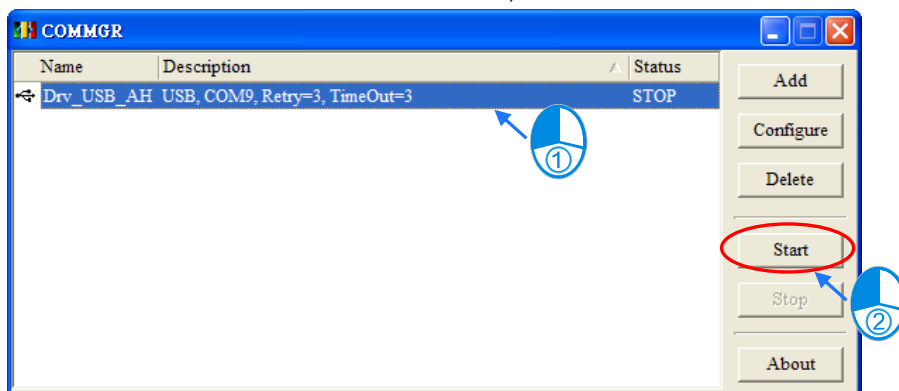 COMMGR
Name Description Status
Drv_USB_AH USB, COM9, Retry=3, TimeOut=3 STOP
Add
Configure
Delete
Start
Stop
About
①
②